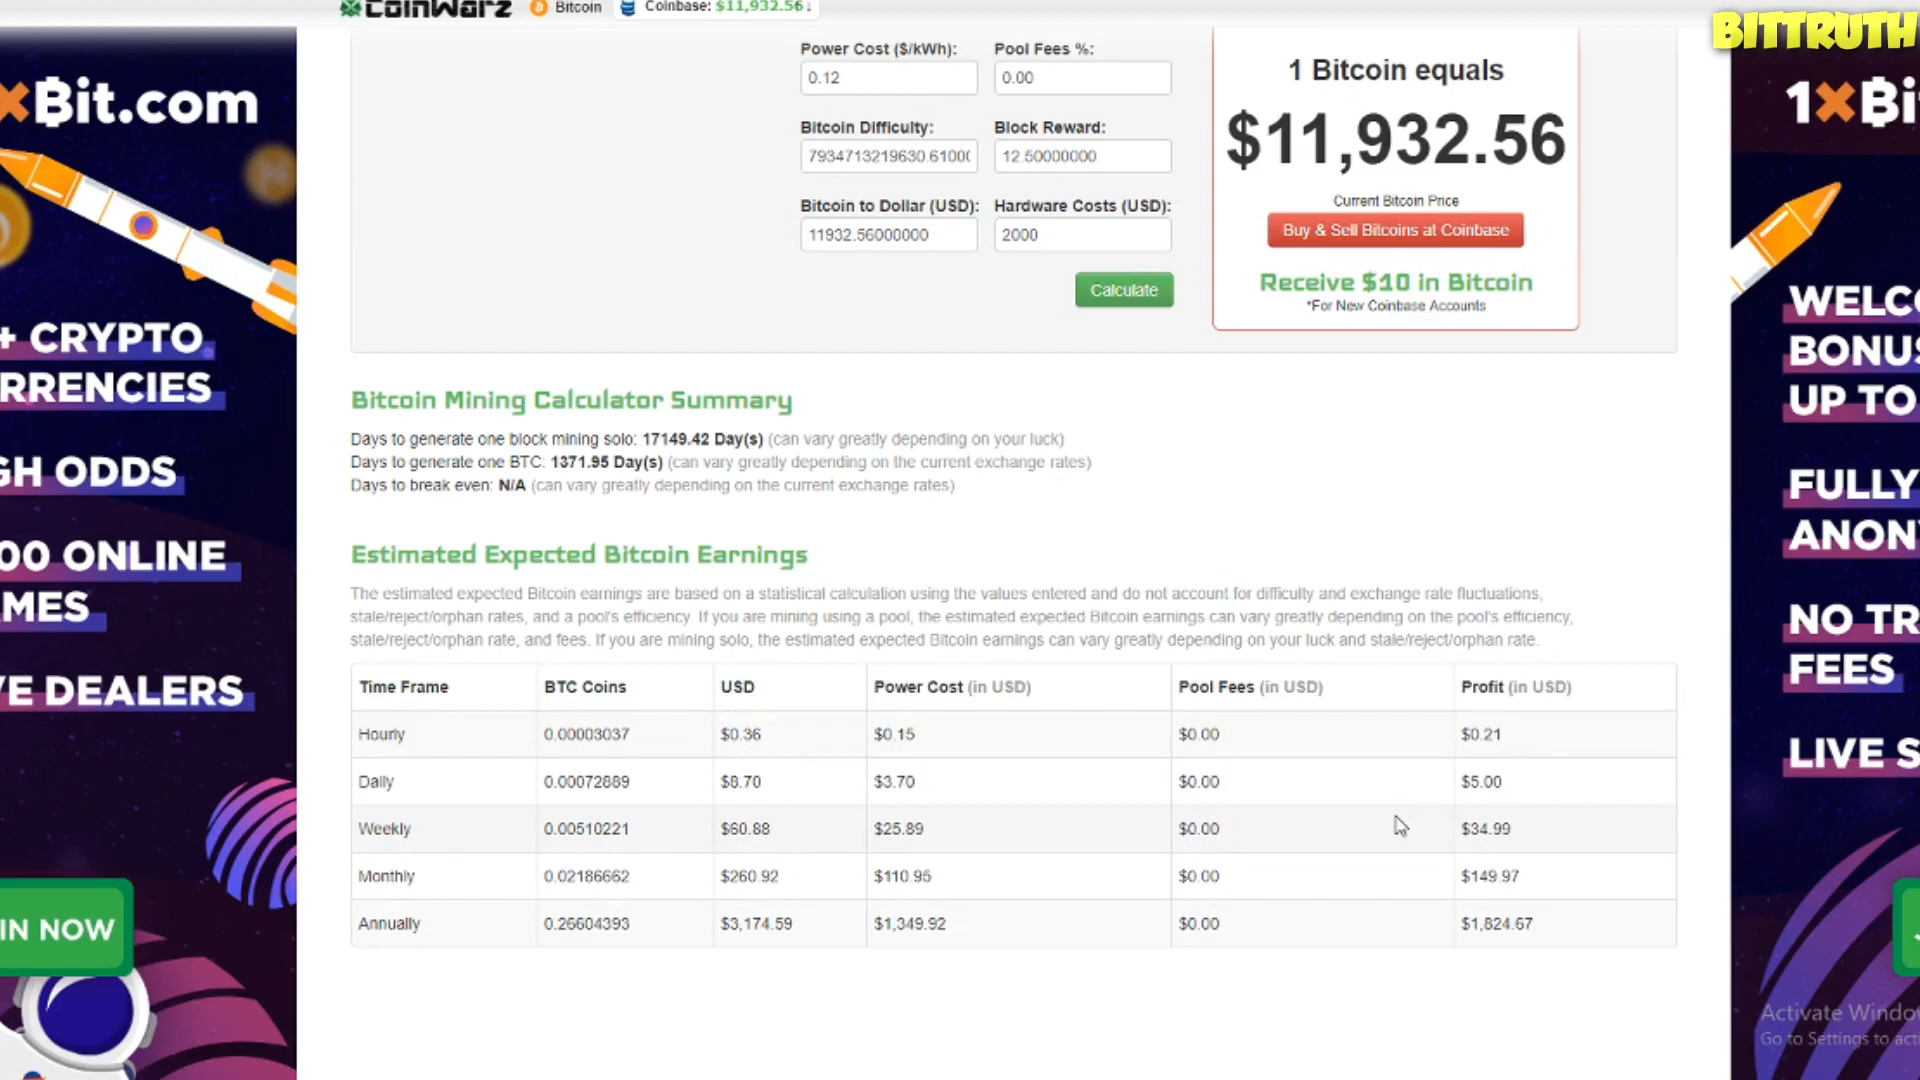 CoinWarz Bitcoin Coinbase: $11,932.56↓
BITTRUTH
Power Cost ($/kWh): Pool Fees %:
0.12 0.00
Bitcoin Difficulty: Block Reward:
7934713219630.6100 12.50000000
Bitcoin to Dollar (USD): Hardware Costs (USD):
11932.56000000 2000
Calculate
1 Bitcoin equals
$11,932.56
Current Bitcoin Price
Buy & Sell Bitcoins at Coinbase
Receive $10 in Bitcoin
*For New Coinbase Accounts
Bitcoin Mining Calculator Summary
Days to generate one block mining solo: 17149.42 Day(s) (can vary greatly depending on your luck)
Days to generate one BTC: 1371.95 Day(s) (can vary greatly depending on the current exchange rates)
Days to break even: N/A (can vary greatly depending on the current exchange rates)
Estimated Expected Bitcoin Earnings
The estimated expected Bitcoin earnings are based on a statistical calculation using the values entered and do not account for difficulty and exchange rate fluctuations,
stale/reject/orphan rates, and a pool's efficiency. If you are mining using a pool, the estimated expected Bitcoin earnings can vary greatly depending on the pool's efficiency,
stale/reject/orphan rate, and fees. If you are mining solo, the estimated expected Bitcoin earnings can vary greatly depending on your luck and stale/reject/orphan rate.
Time Frame BTC Coins USD Power Cost (in USD) Pool Fees (in USD) Profit (in USD)
Hourly 0.00003037 $0.36 $0.15 $0.00 $0.21
Daily 0.00072889 $8.70 $3.70 $0.00 $5.00
Weekly 0.00510221 $60.88 $25.89 $0.00 $34.99
Monthly 0.02186662 $260.92 $110.95 $0.00 $149.97
Annually 0.26604393 $3,174.59 $1,349.92 $0.00 $1,824.67
×Bit.com
+ CRYPTO
RRENCIES
GH ODDS
00 ONLINE
MES
VE DEALERS
IN NOW
1×Bit
WELCO
BONUS
UP TO
FULLY
ANON
NO TR
FEES
LIVE S
Activate Windo
Go to Settings to acti